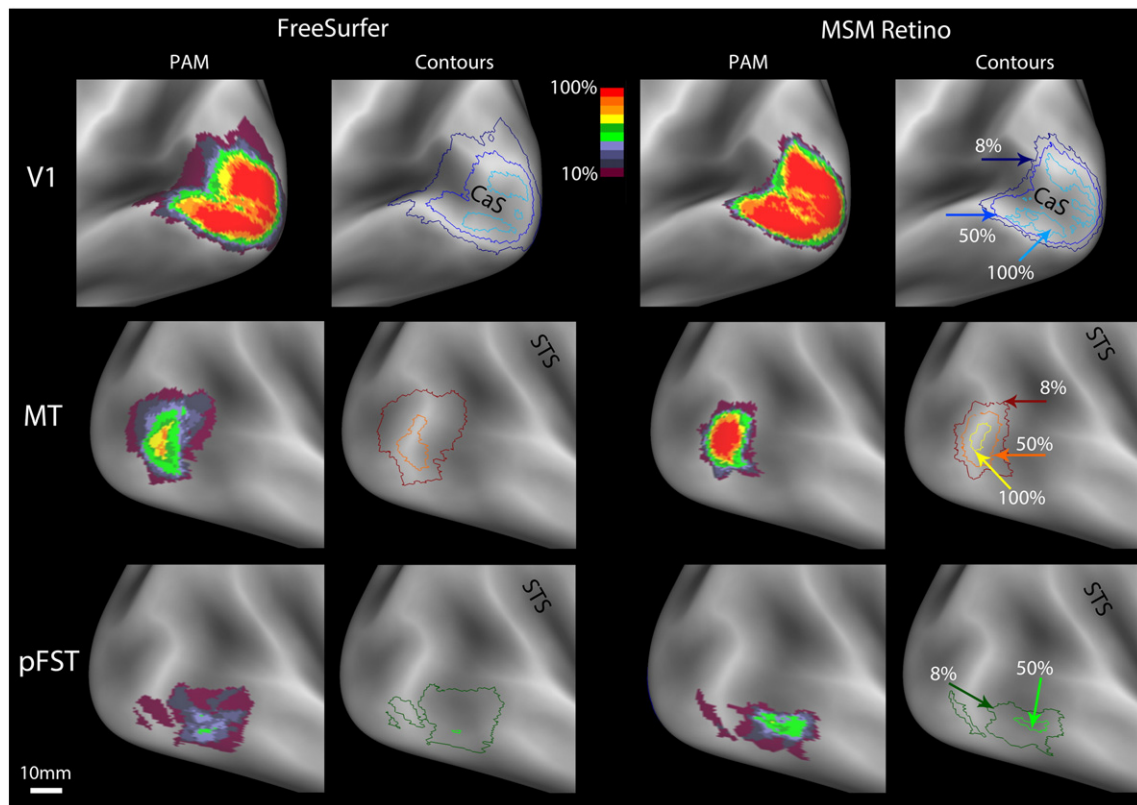 FreeSurfer
MSM Retino
PAM
Contours
PAM
Contours
100%
10%
V1
CaS
8%
CaS
50%
100%
MT
STS
STS
8%
50%
100%
pFST
STS
STS
8%
50%
10mm